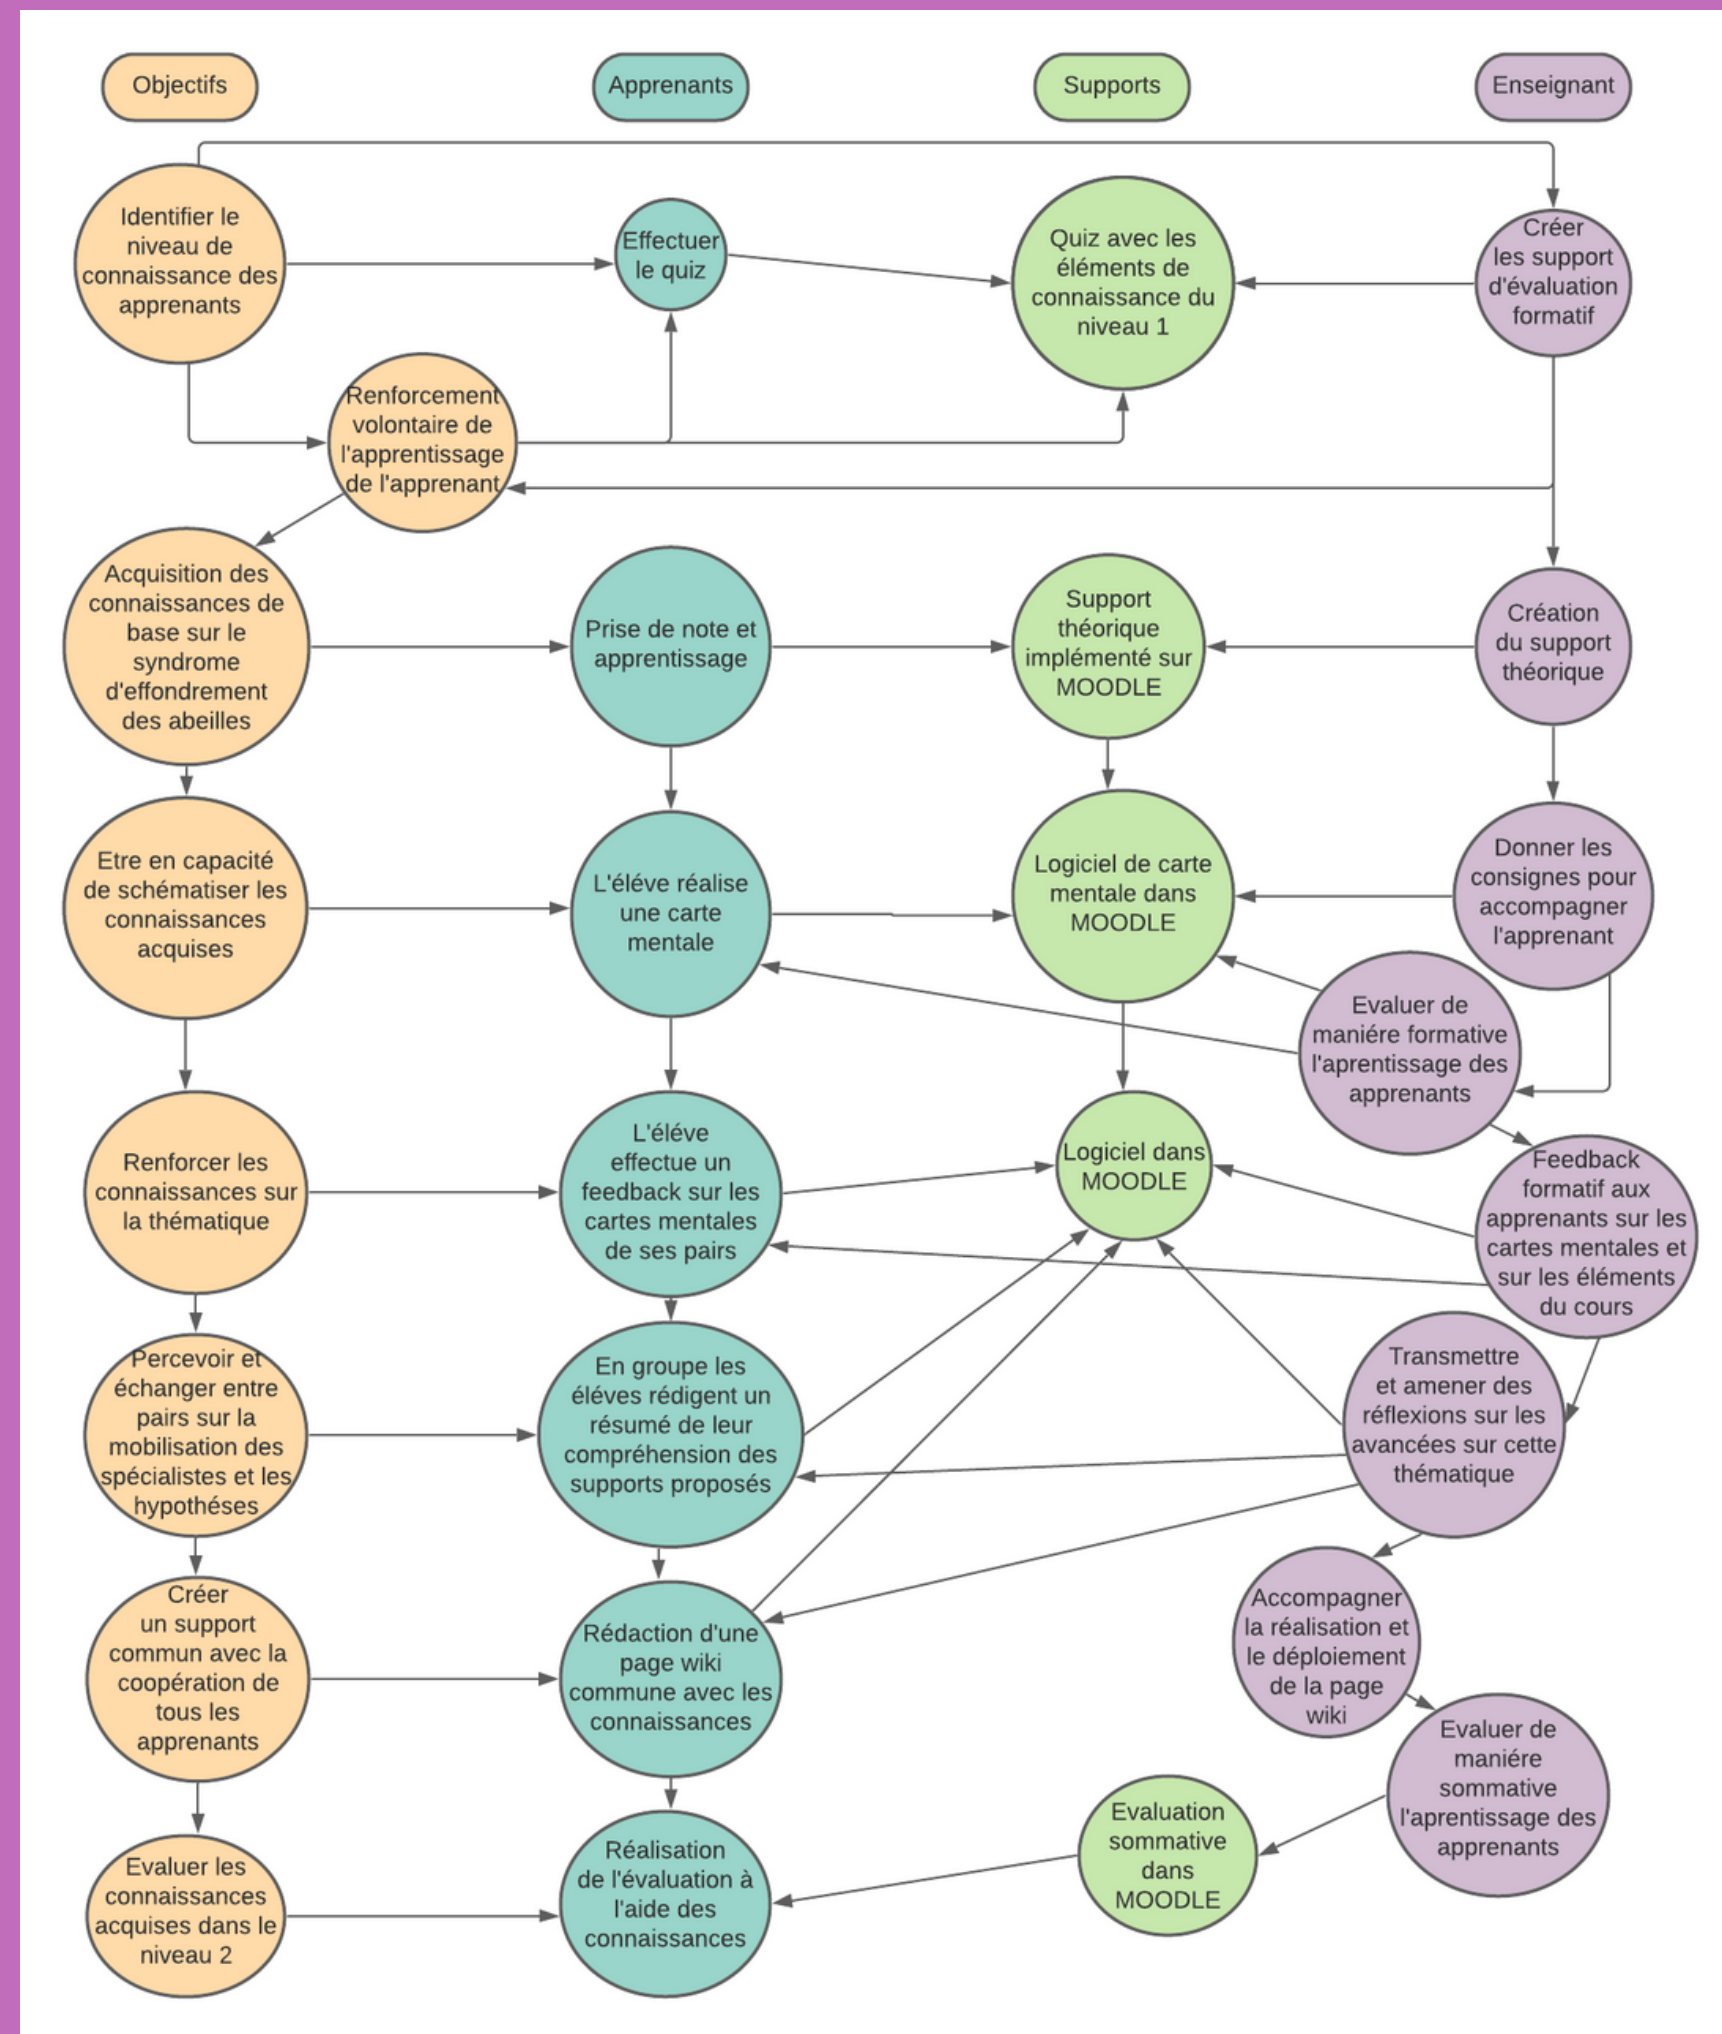 Objectifs
Apprenants
Supports
Enseignant
Identifier le
niveau de
connaissance des
apprenants
Effectuer
le quiz
Quiz avec les
éléments de
connaissance du
niveau 1
Créer
les support
d'évaluation
formatif
Renforcement
volontaire de
l'apprentissage
de l'apprenant
Acquisition des
connaissances de
base sur le
syndrome
d'effondrement
des abeilles
Prise de note et
apprentissage
Support
théorique
implémenté sur
MOODLE
Création
du support
théorique
Etre en capacité
de schématiser les
connaissances
acquises
L'éléve réalise
une carte
mentale
Logiciel de carte
mentale dans
MOODLE
Donner les
consignes pour
accompagner
l'apprenant
Evaluer de
maniére formative
l'aprentissage des
apprenants
Renforcer les
connaissances sur
la thématique
L'éléve
effectue un
feedback sur les
cartes mentales
de ses pairs
Logiciel dans
MOODLE
Feedback
formatif aux
apprenants sur les
cartes mentales et
sur les éléments
du cours
Percevoir et
échanger entre
pairs sur la
mobilisation des
spécialistes et les
hypothéses
En groupe les
éléves rédigent un
résumé de leur
compréhension des
supports proposés
Transmettre
et amener des
réflexions sur les
avancées sur cette
thématique
Créer
un support
commun avec la
coopération de
tous les
apprenants
Rédaction d'une
page wiki
commune avec les
connaissances
Accompagner
la réalisation et
le déploiement
de la page
wiki
Evaluer de
maniére
sommative
l'aprentissage des
apprenants
Evaluer les
connaissances
acquises dans le
niveau 2
Réalisation
de l'évaluation à
l'aide des
connaissances
Evaluation
sommative
dans
MOODLE